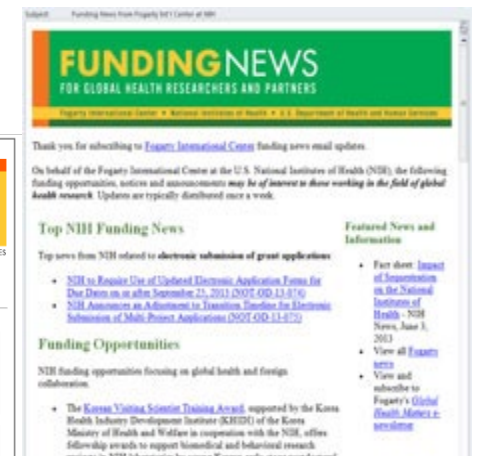 Subject: Funding News from Fogarty Int'l Center at NIH
FUNDINGNEWS
FOR GLOBAL HEALTH RESEARCHERS AND PARTNERS
Fogarty International Center • National Institutes of Health • U.S. Department of Health and Human Services
Thank you for subscribing to Fogarty International Center funding news email updates.
On behalf of the Fogarty International Center at the U.S. National Institutes of Health (NIH), the following
funding opportunities, notices and announcements may be of interest to those working in the field of global
health research. Updates are typically distributed once a week.
Top NIH Funding News
Top news from NIH related to electronic submission of grant applications
• NIH to Require Use of Updated Electronic Application Forms for
Due Dates on or after September 25, 2013 (NOT-OD-13-074)
• NIH Announces an Adjustment to Transition Timeline for Electronic
Submission of Multi-Project Applications (NOT-OD-13-075)
Funding Opportunities
NIH funding opportunities focusing on global health and foreign
collaboration.
• The Korean Visiting Scientist Training Award, supported by the Korea
Health Industry Development Institute (KHIDI) of the Korea
Ministry of Health and Welfare in cooperation with the NIH, offers
fellowship awards to support biomedical and behavioral research
Featured News and
Information
• Fact sheet: Impact
of Sequestration
on the National
Institutes of
Health - NIH
News, June 3,
2013
• View all Fogarty
news
• View and
subscribe to
Fogarty's Global
Health Matters e-
newsletter
ES